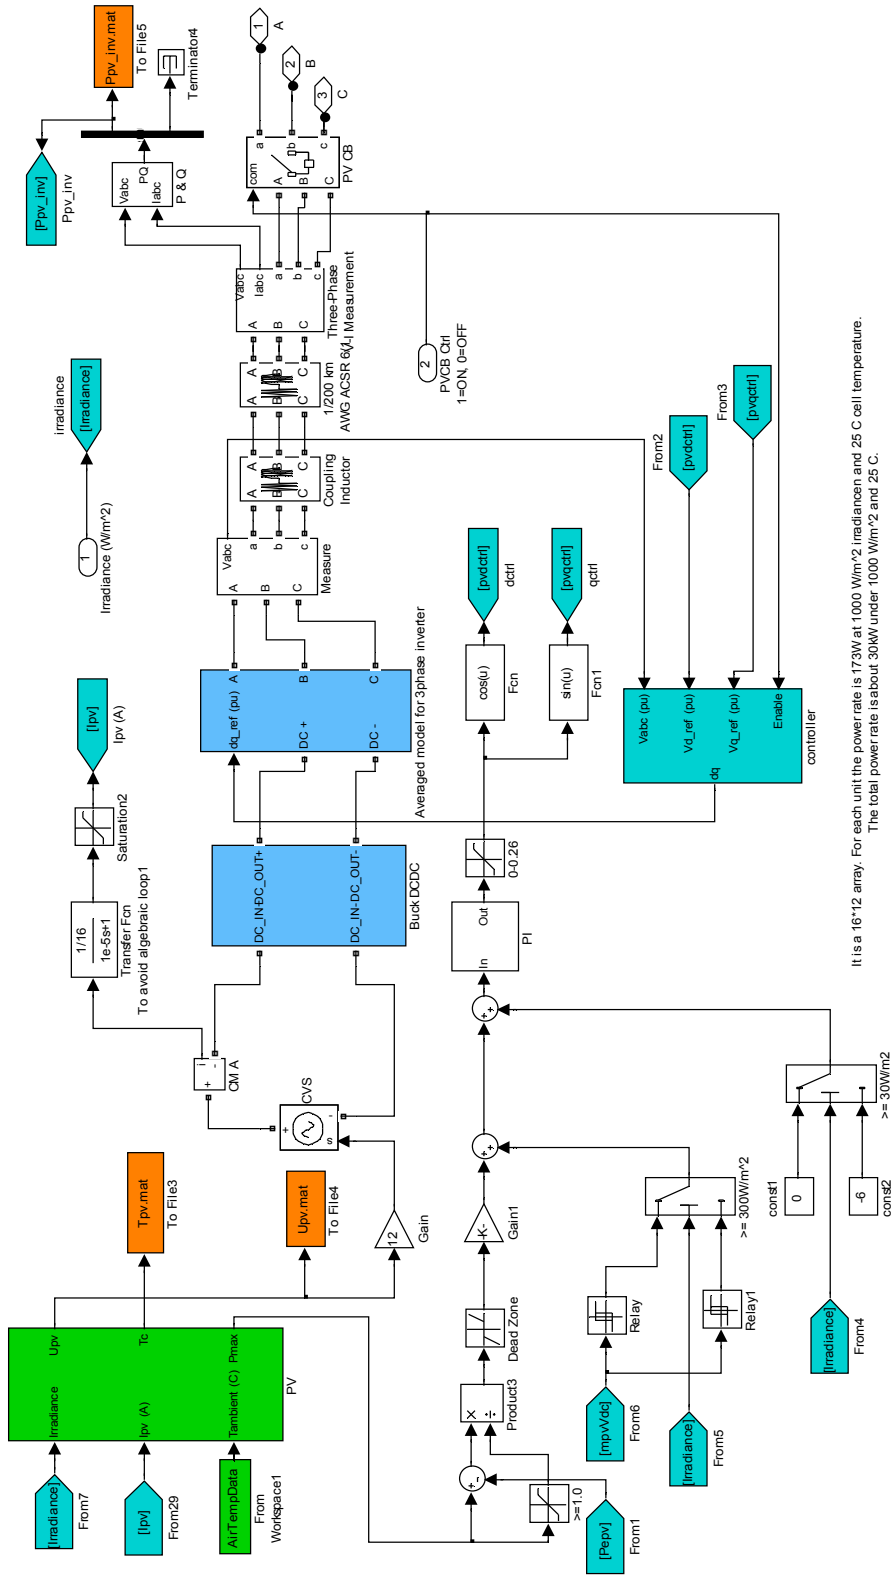 [Irradiance]
From7
[Ipv]
From29
AirTempData
From
Workspace1
Irradiance
Ipv (A)
Tambient (C)
Upv
Tc
Pmax
PV
Tpv.mat
To File3
Upv.mat
To File4
12
Gain
CVS
+
-
s
CM A
+
-
i
1/16
1e-5s+1
Transfer Fcn
To avoid algebraic loop1
Saturation2
[Ipv]
Ipv (A)
DC_IN+
DC_OUT+
DC_IN-
DC_OUT-
Buck DCDC
dq_ref (pu)
DC +
DC -
A
B
C
Averaged model for 3phase inverter
1
Irradiance (W/m^2)
[Irradiance]
irradiance
A
B
C
Vabc
a
b
c
Measure
A
B
C
A
B
C
Coupling
Inductor
A
B
C
A
B
C
1/200 km
AWG ACSR 6/1
A
B
C
Vabc
Iabc
a
b
c
Three-Phase
V-I Measurement
Vabc
Iabc
PQ
P & Q
[Ppv_inv]
Ppv_inv
Ppv_inv.mat
To File5
Terminator4
com
A
B
C
a
b
c
PV CB
1
A
2
B
3
C
2
PVCB Ctrl
1=ON, 0=OFF
[Pepv]
From1
>=1.0
+
-
×
÷
Product3
Dead Zone
-K-
Gain1
[mpvVdc]
From6
[Irradiance]
From5
Relay
Relay1
>= 300W/m^2
+
+
[Irradiance]
From4
0
const1
-6
const2
>= 30W/m2
+
+
In
Out
PI
0-0.26
cos(u)
Fcn
sin(u)
Fcn1
[pvdctrl]
dctrl
[pvqctrl]
qctrl
[pvdctrl]
From2
[pvqctrl]
From3
Vabc (pu)
Vd_ref (pu)
Vq_ref (pu)
Enable
dq
controller
It is a 16*12 array. For each unit the power rate is 173W at 1000 W/m^2 irradiancen and 25 C cell temperature.
The total power rate is about 30kW under 1000 W/m^2 and 25 C.